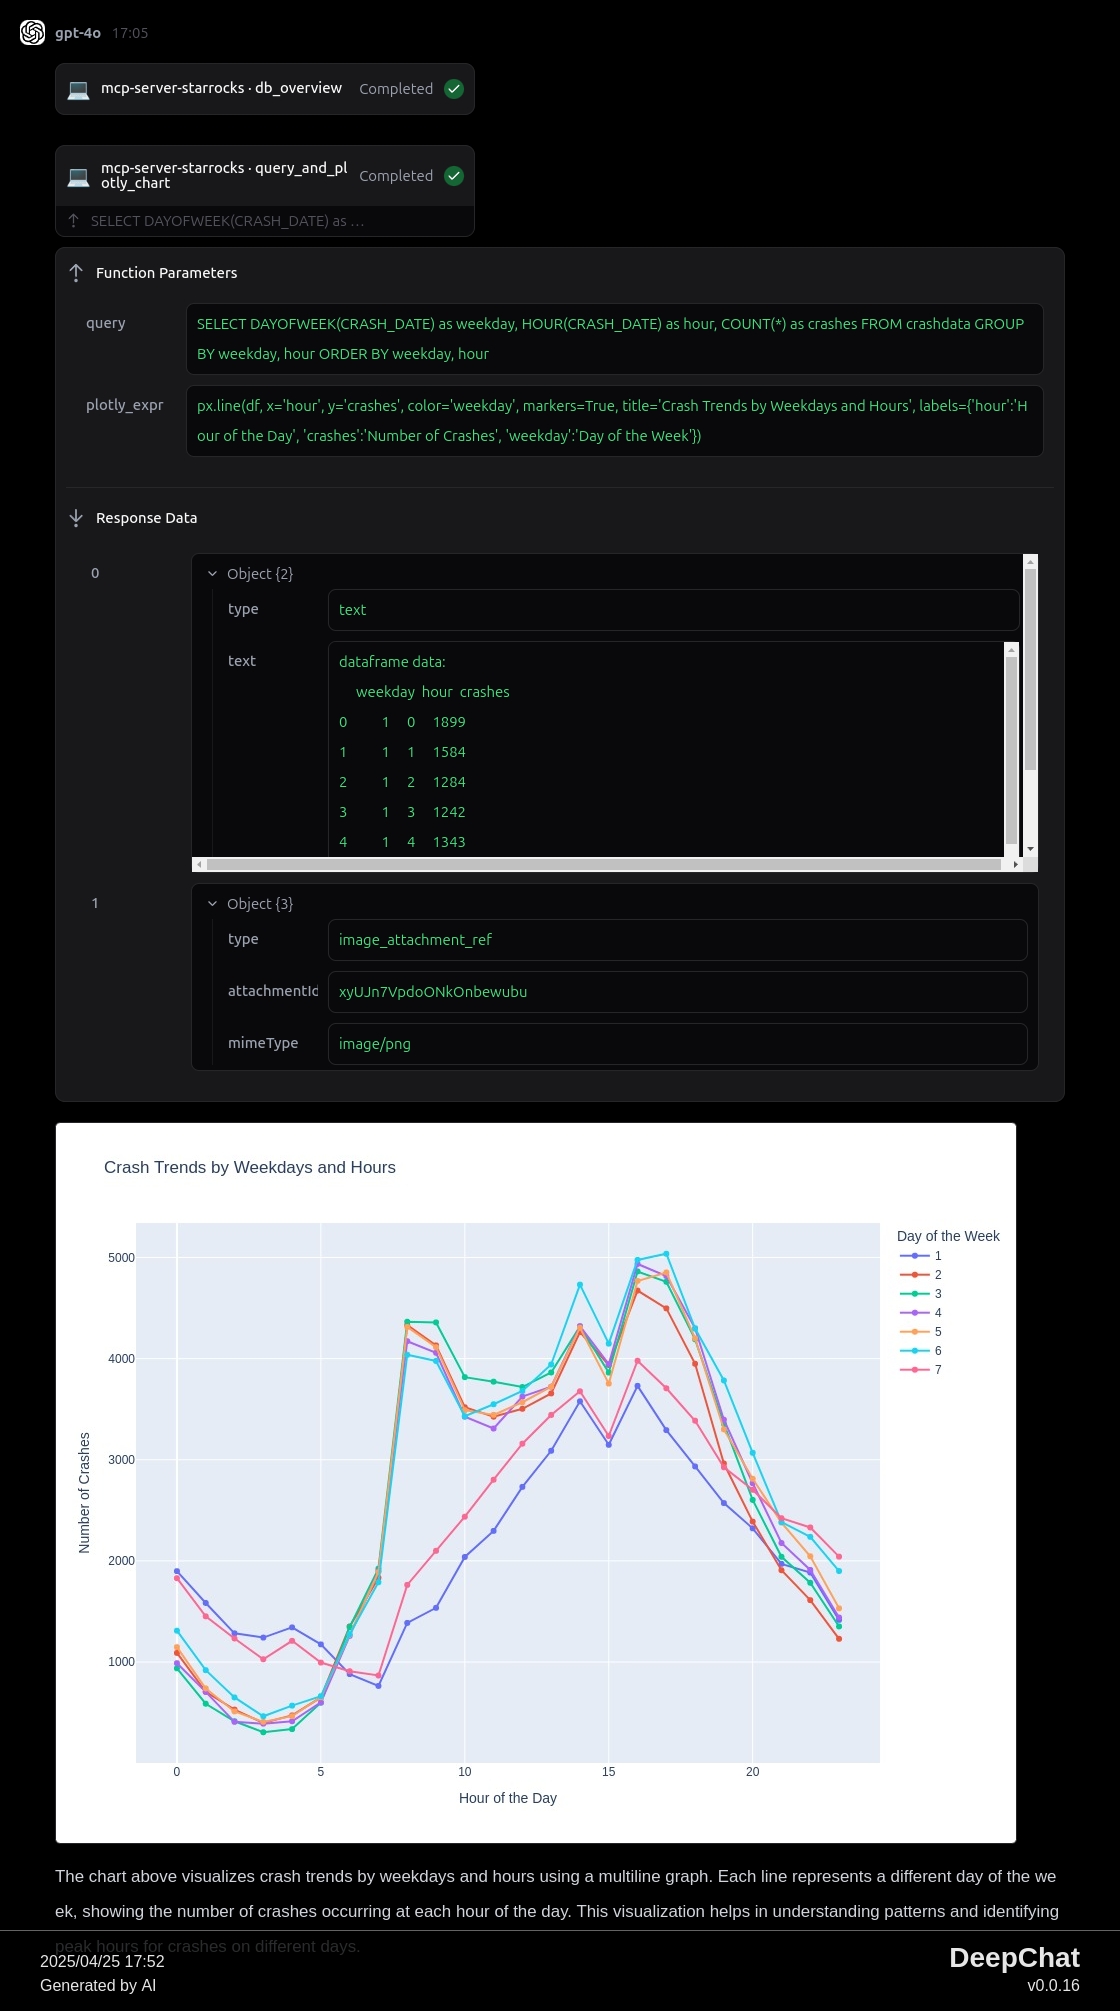 gpt-4o 17:05
mcp-server-starrocks · db_overview Completed
mcp-server-starrocks · query_and_pl
otly_chart
Completed
SELECT DAYOFWEEK(CRASH_DATE) as ...
Function Parameters
query
SELECT DAYOFWEEK(CRASH_DATE) as weekday, HOUR(CRASH_DATE) as hour, COUNT(*) as crashes FROM crashdata GROUP
BY weekday, hour ORDER BY weekday, hour
plotly_expr
px.line(df, x='hour', y='crashes', color='weekday', markers=True, title='Crash Trends by Weekdays and Hours', labels={'hour':'H
our of the Day', 'crashes':'Number of Crashes', 'weekday':'Day of the Week'})
Response Data
0
Object {2}
type
text
text
dataframe data:
weekday hour crashes
0 1 0 1899
1 1 1 1584
2 1 2 1284
3 1 3 1242
4 1 4 1343
1
Object {3}
type
image_attachment_ref
attachmentId
xyUJn7VpdoONkOnbewubu
mimeType
image/png
Crash Trends by Weekdays and Hours
Day of the Week
1
2
3
4
5
6
7
5000
4000
3000
2000
1000
Number of Crashes
0 5 10 15 20
Hour of the Day
The chart above visualizes crash trends by weekdays and hours using a multiline graph. Each line represents a different day of the we
ek, showing the number of crashes occurring at each hour of the day. This visualization helps in understanding patterns and identifying
peak hours for crashes on different days.
2025/04/25 17:52
Generated by AI
DeepChat
v0.0.16